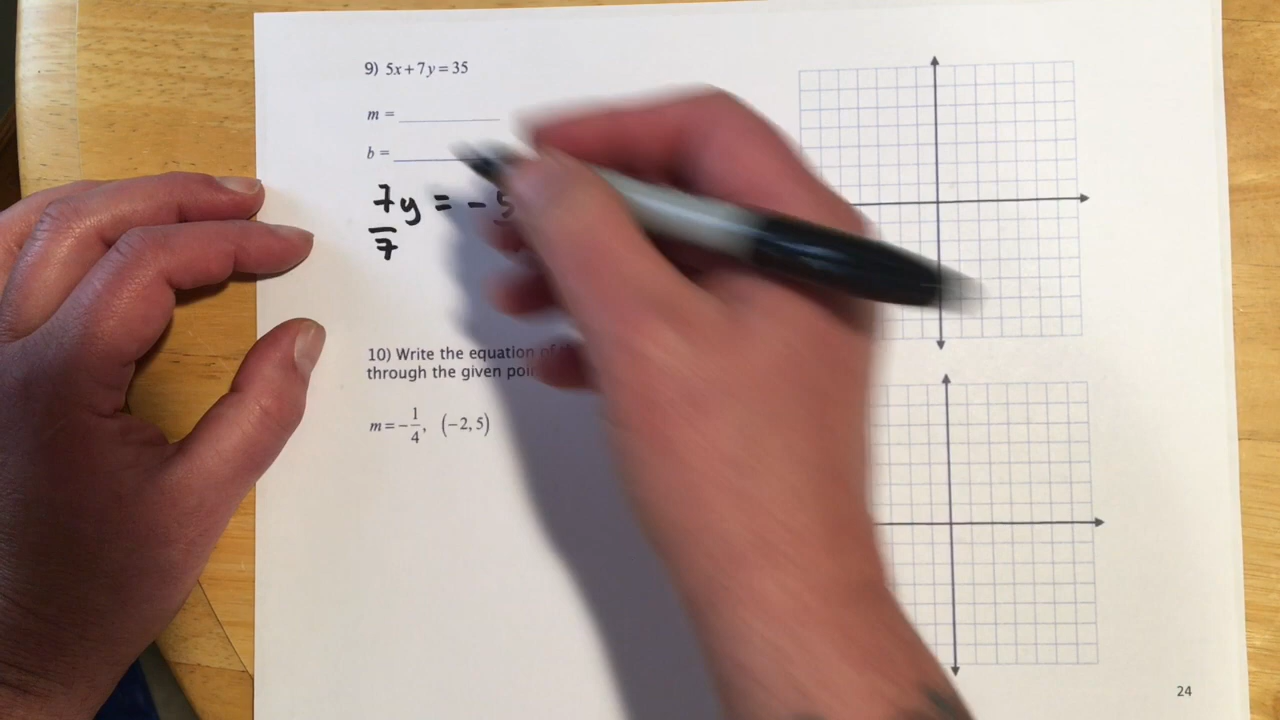 9) 5x + 7y = 35
m =
b =
7y = - 5
7
10) Write the equation of
through the given
m = -1/4, (-2, 5)
24